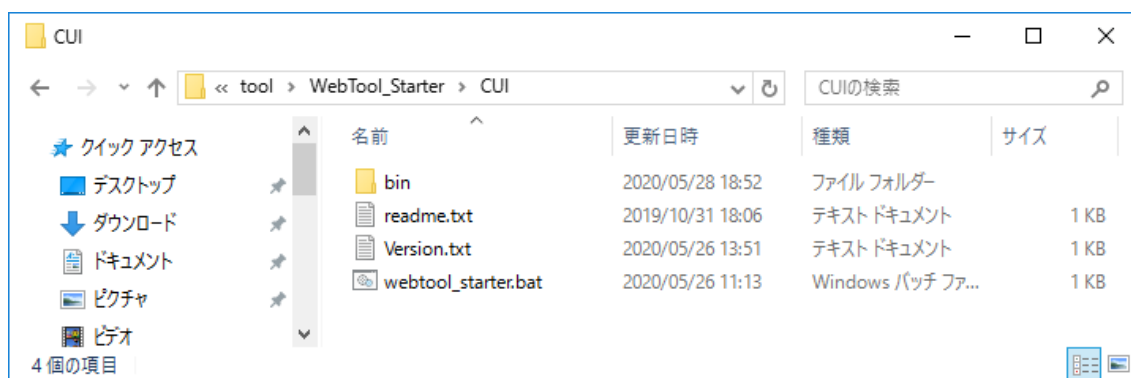 CUI
« tool > WebTool_Starter > CUI
CUIの検索
クイック アクセス
デスクトップ
ダウンロード
ドキュメント
ピクチャ
ビデオ
名前 更新日時 種類 サイズ
bin 2020/05/28 18:52 ファイル フォルダー
readme.txt 2019/10/31 18:06 テキスト ドキュメント 1 KB
Version.txt 2020/05/26 13:51 テキスト ドキュメント 1 KB
webtool_starter.bat 2020/05/26 11:13 Windows バッチ ファ... 1 KB
4 個の項目